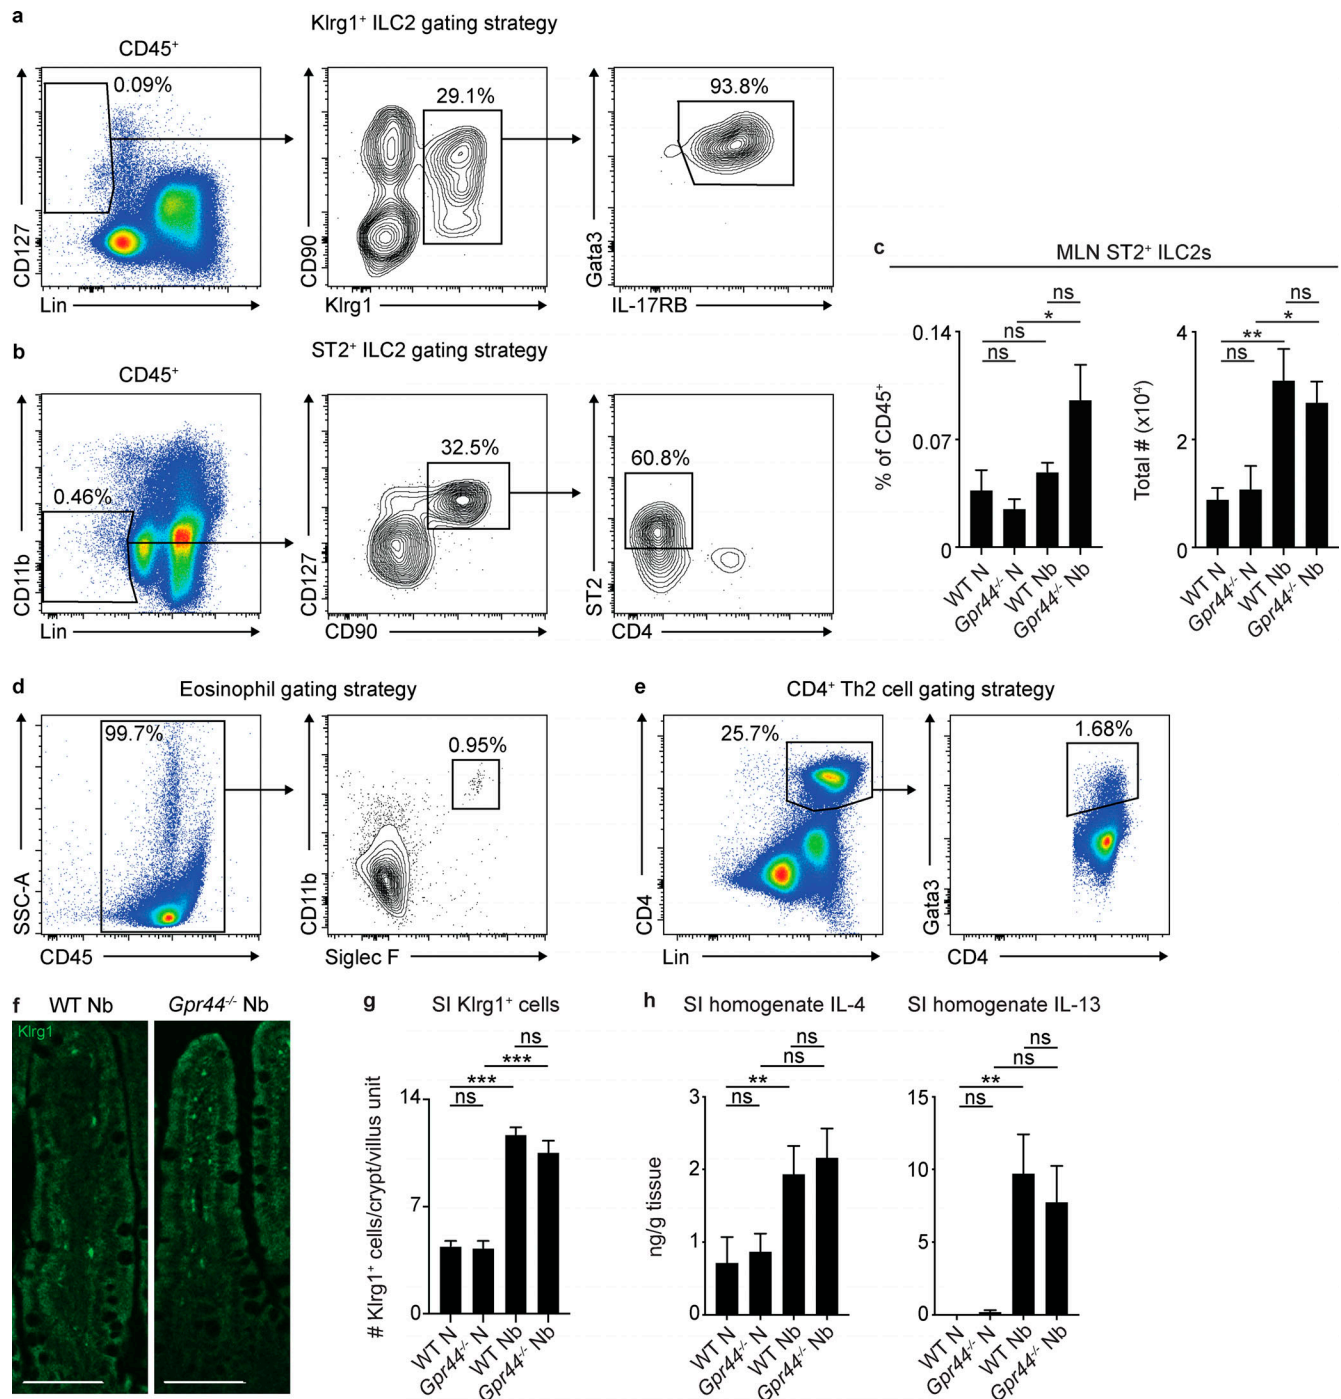 a
Klrg1⁺ ILC2 gating strategy
CD45⁺
0.09%
29.1%
93.8%
CD127
Lin
CD90
Klrg1
Gata3
IL-17RB
b
ST2⁺ ILC2 gating strategy
CD45⁺
0.46%
32.5%
60.8%
CD11b
Lin
CD127
CD90
ST2
CD4
c
MLN ST2⁺ ILC2s
ns
*
ns
ns
0.14
0.07
0
% of CD45⁺
WT N
Gpr44⁻/⁻ N
WT Nb
Gpr44⁻/⁻ Nb
ns
*
**
ns
4
2
0
Total # (x10⁴)
WT N
Gpr44⁻/⁻ N
WT Nb
Gpr44⁻/⁻ Nb
d
Eosinophil gating strategy
99.7%
0.95%
SSC-A
CD45
CD11b
Siglec F
e
CD4⁺ Th2 cell gating strategy
25.7%
1.68%
CD4
Lin
Gata3
CD4
f
WT Nb
Gpr44⁻/⁻ Nb
Klrg1
g
SI Klrg1⁺ cells
ns
***
***
ns
14
7
0
# Klrg1⁺ cells/crypt/villus unit
WT N
Gpr44⁻/⁻ N
WT Nb
Gpr44⁻/⁻ Nb
h
SI homogenate IL-4
ns
ns
**
ns
3
2
1
0
ng/g tissue
WT N
Gpr44⁻/⁻ N
WT Nb
Gpr44⁻/⁻ Nb
SI homogenate IL-13
ns
ns
**
ns
15
10
5
0
WT N
Gpr44⁻/⁻ N
WT Nb
Gpr44⁻/⁻ Nb